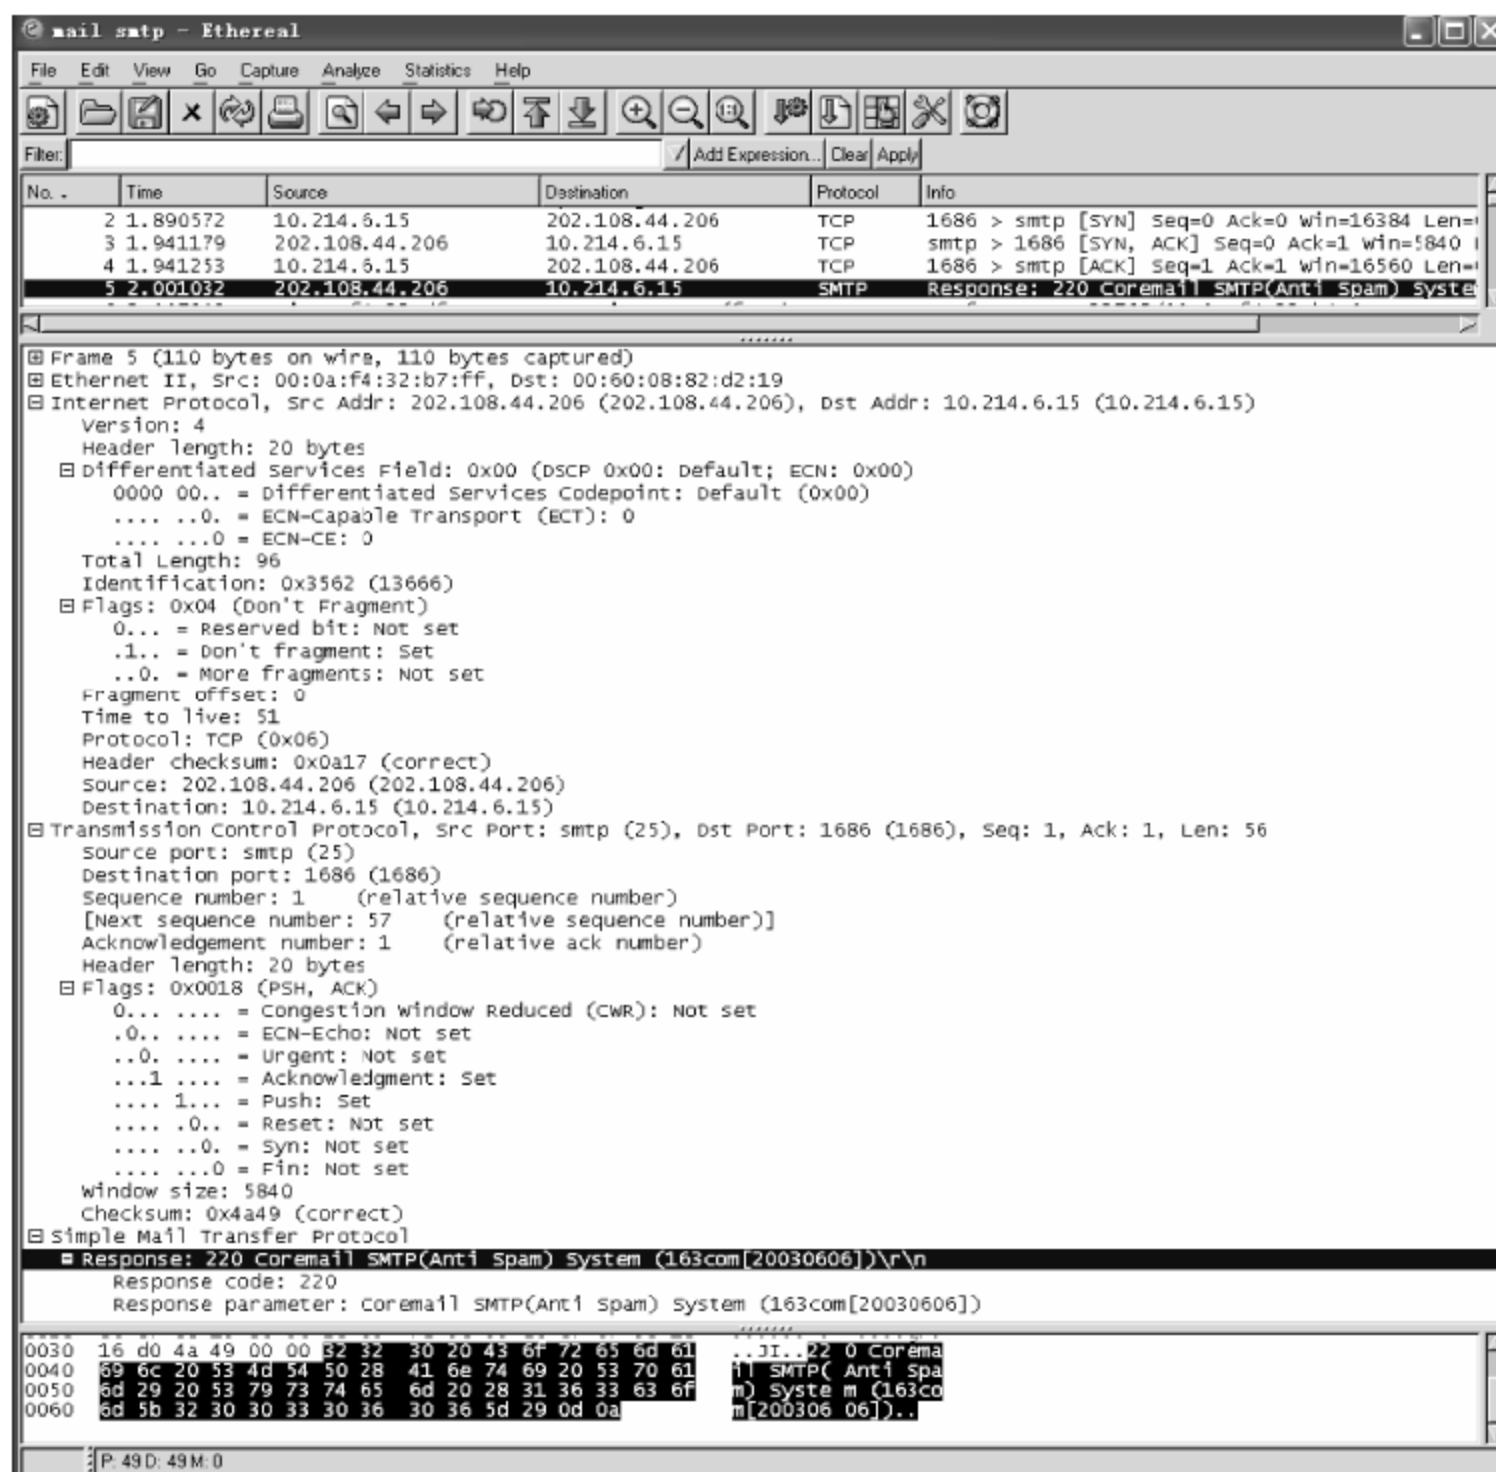 mail smtp - Ethereal
File Edit View Go Capture Analyze Statistics Help
Filter: Add Expression... Clear Apply
No. . Time Source Destination Protocol Info
2 1.890572 10.214.6.15 202.108.44.206 TCP 1686 > smtp [SYN] Seq=0 Ack=0 Win=16384 Len=
3 1.941179 202.108.44.206 10.214.6.15 TCP smtp > 1686 [SYN, ACK] Seq=0 Ack=1 Win=5840
4 1.941253 10.214.6.15 202.108.44.206 TCP 1686 > smtp [ACK] Seq=1 Ack=1 Win=16560 Len=
5 2.001032 202.108.44.206 10.214.6.15 SMTP Response: 220 Coremail SMTP(Anti Spam) Syste
Frame 5 (110 bytes on wire, 110 bytes captured)
Ethernet II, Src: 00:0a:f4:32:b7:ff, Dst: 00:60:08:82:d2:19
Internet Protocol, Src Addr: 202.108.44.206 (202.108.44.206), Dst Addr: 10.214.6.15 (10.214.6.15)
Version: 4
Header length: 20 bytes
Differentiated Services Field: 0x00 (DSCP 0x00: Default; ECN: 0x00)
0000 00.. = Differentiated Services Codepoint: Default (0x00)
.... ..0. = ECN-Capable Transport (ECT): 0
.... ...0 = ECN-CE: 0
Total Length: 96
Identification: 0x3562 (13666)
Flags: 0x04 (Don't Fragment)
0... = Reserved bit: Not set
.1.. = Don't fragment: Set
..0. = More fragments: Not set
Fragment offset: 0
Time to live: 51
Protocol: TCP (0x06)
Header checksum: 0x0a17 (correct)
Source: 202.108.44.206 (202.108.44.206)
Destination: 10.214.6.15 (10.214.6.15)
Transmission Control Protocol, Src Port: smtp (25), Dst Port: 1686 (1686), Seq: 1, Ack: 1, Len: 56
Source port: smtp (25)
Destination port: 1686 (1686)
Sequence number: 1 (relative sequence number)
[Next sequence number: 57 (relative sequence number)]
Acknowledgement number: 1 (relative ack number)
Header length: 20 bytes
Flags: 0x0018 (PSH, ACK)
0... .... = Congestion Window Reduced (CWR): Not set
.0.. .... = ECN-Echo: Not set
..0. .... = Urgent: Not set
...1 .... = Acknowledgment: Set
.... 1... = Push: Set
.... .0.. = Reset: Not set
.... ..0. = Syn: Not set
.... ...0 = Fin: Not set
Window size: 5840
Checksum: 0x4a49 (correct)
Simple Mail Transfer Protocol
Response: 220 Coremail SMTP(Anti Spam) System (163com[20030606])\r\n
Response code: 220
Response parameter: Coremail SMTP(Anti Spam) System (163com[20030606])
0030 16 d0 4a 49 00 00 32 32 30 20 43 6f 72 65 6d 61 ..JI..22 0 Corema
0040 69 6c 20 53 4d 54 50 28 41 6e 74 69 20 53 70 61 il SMTP( Anti Spa
0050 6d 29 20 53 79 73 74 65 6d 20 28 31 36 33 63 6f m) Syste m (163co
0060 6d 5b 32 30 30 33 30 36 30 36 5d 29 0d 0a m[200306 06])..
P: 49 D: 49 M: 0